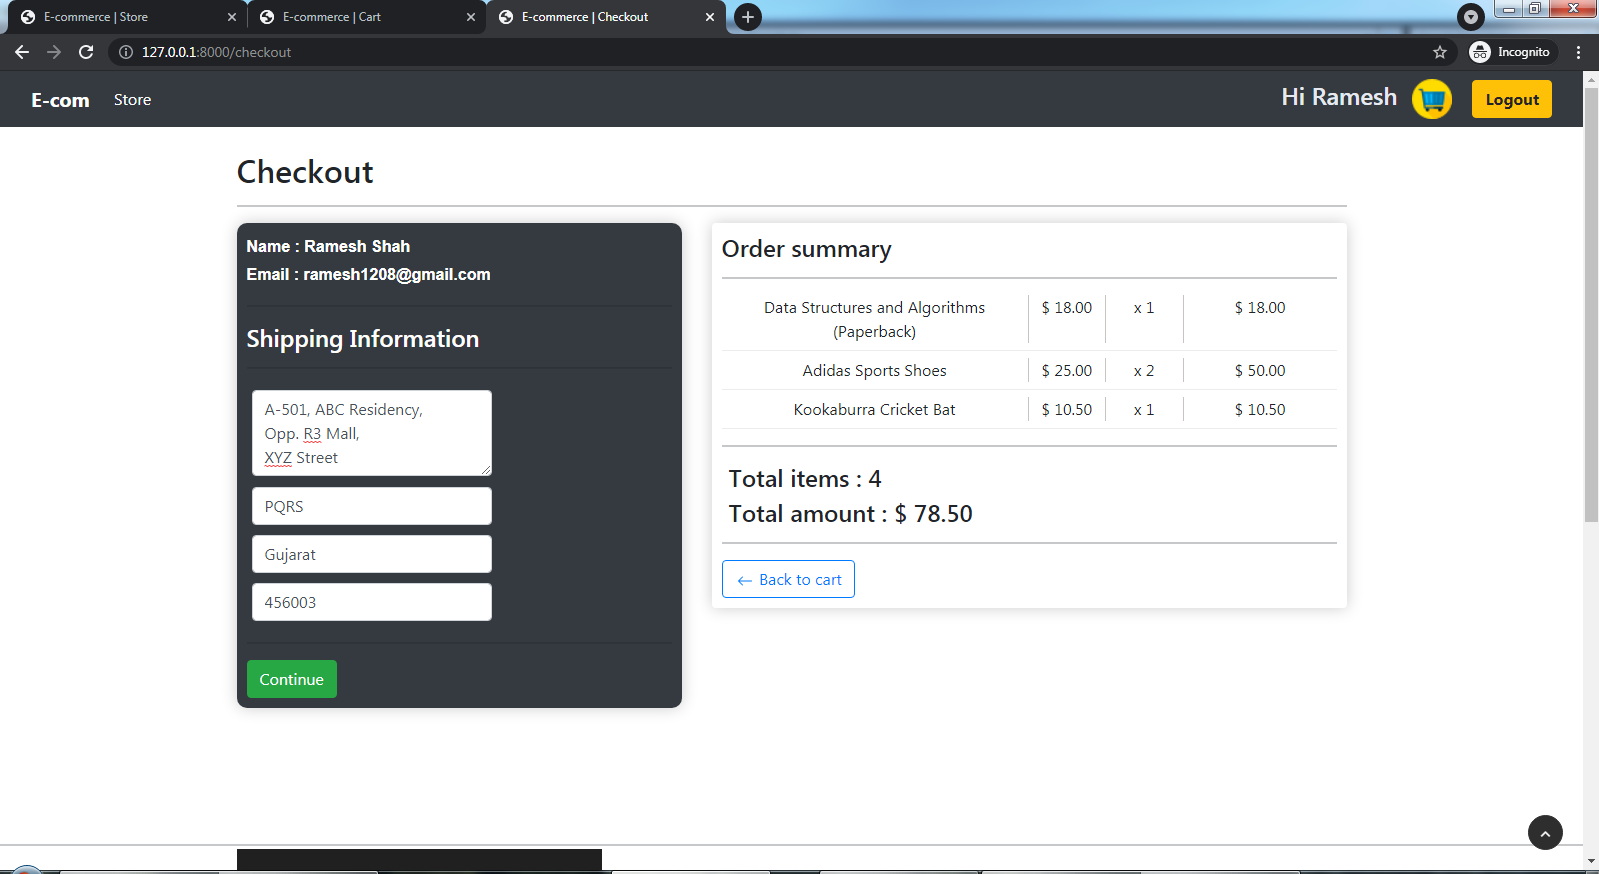 E-commerce | Store
E-commerce | Cart
E-commerce | Checkout
127.0.0.1:8000/checkout
Incognito
E-com
Store
Hi Ramesh
Logout
Checkout
Name : Ramesh Shah
Email : ramesh1208@gmail.com
Shipping Information
A-501, ABC Residency,
Opp. R3 Mall,
XYZ Street
PQRS
Gujarat
456003
Continue
Order summary
Data Structures and Algorithms
(Paperback)
$ 18.00
x 1
$ 18.00
Adidas Sports Shoes
$ 25.00
x 2
$ 50.00
Kookaburra Cricket Bat
$ 10.50
x 1
$ 10.50
Total items : 4
Total amount : $ 78.50
← Back to cart